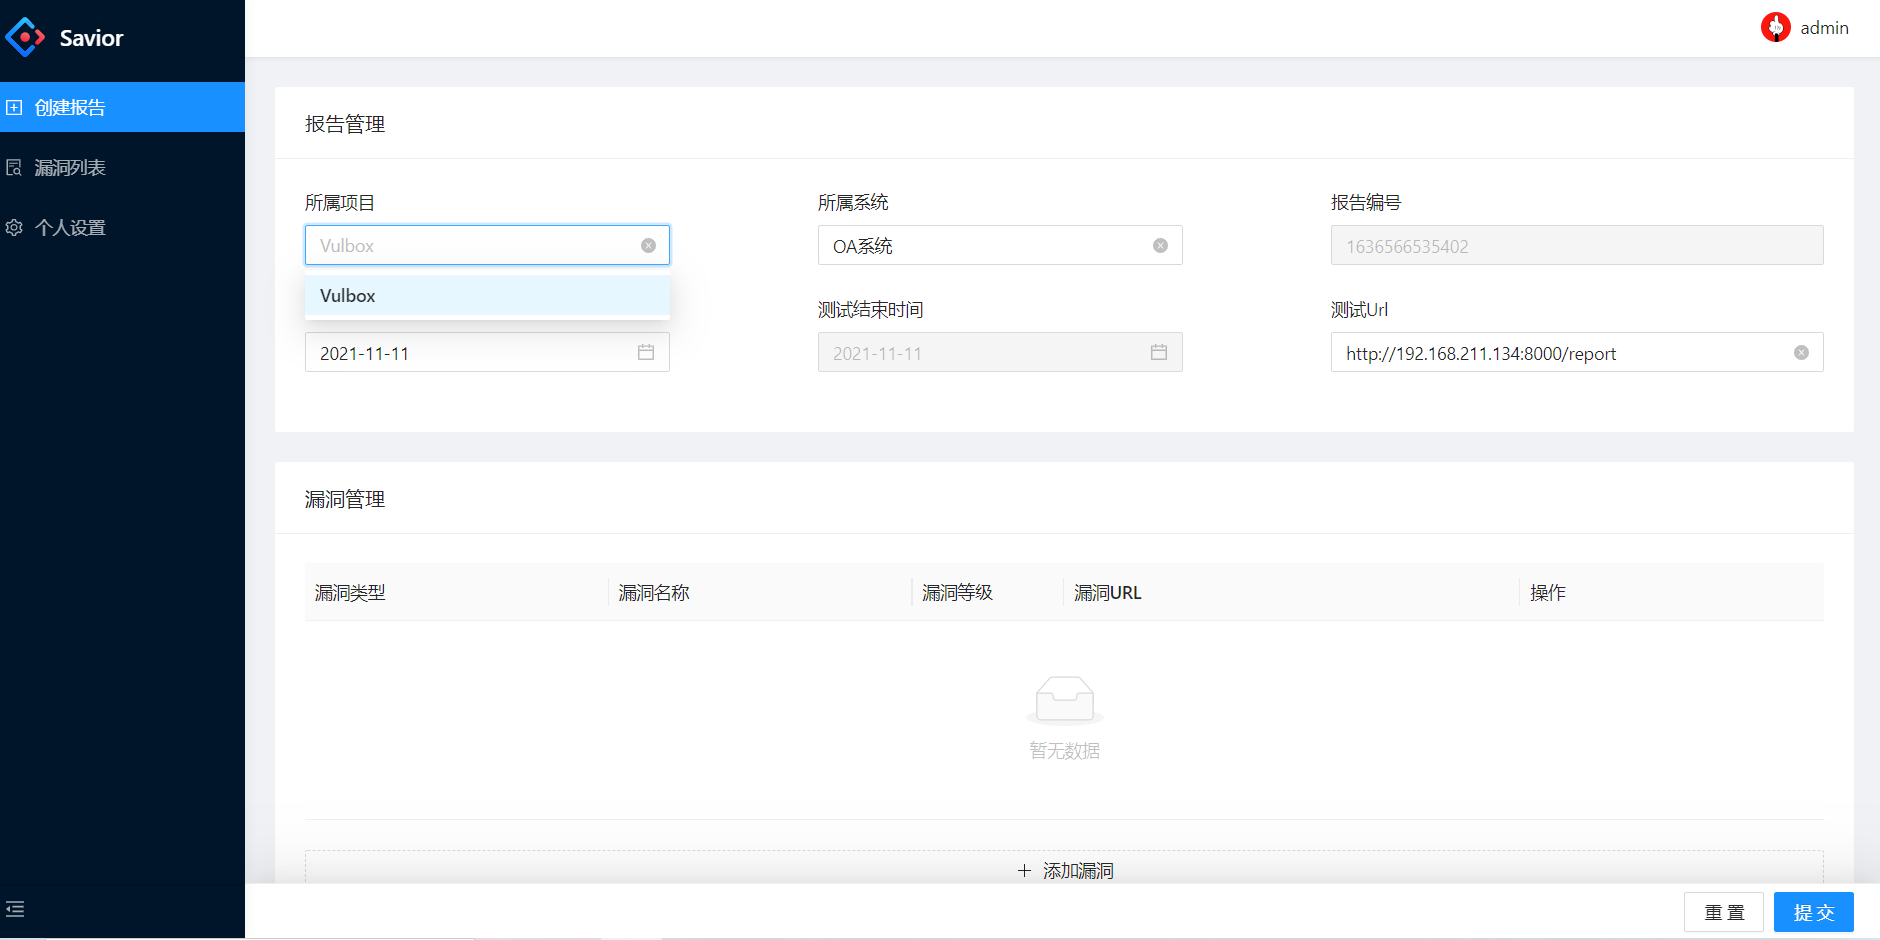 Savior
admin
创建报告
漏洞列表
个人设置
报告管理
所属项目
所属系统
报告编号
Vulbox
OA系统
1636566535402
Vulbox
测试结束时间
测试Url
2021-11-11
2021-11-11
http://192.168.211.134:8000/report
漏洞管理
漏洞类型
漏洞名称
漏洞等级
漏洞URL
操作
暂无数据
添加漏洞
重 置
提 交